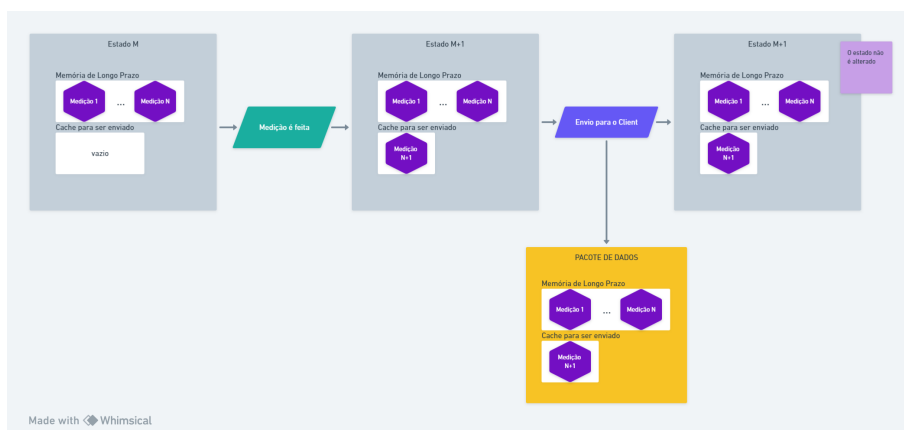 Estado M
Memória de Longo Prazo
Medição 1
...
Medição N
Cache para ser enviado
vazio
Medição é feita
Estado M+1
Memória de Longo Prazo
Medição 1
...
Medição N
Cache para ser enviado
Medição
N+1
Envio para o Client
Estado M+1
Memória de Longo Prazo
Medição 1
...
Medição N
Cache para ser enviado
Medição
N+1
O estado não
é alterado
PACOTE DE DADOS
Memória de Longo Prazo
Medição 1
...
Medição N
Cache para ser enviado
Medição
N+1
Made with Whimsical